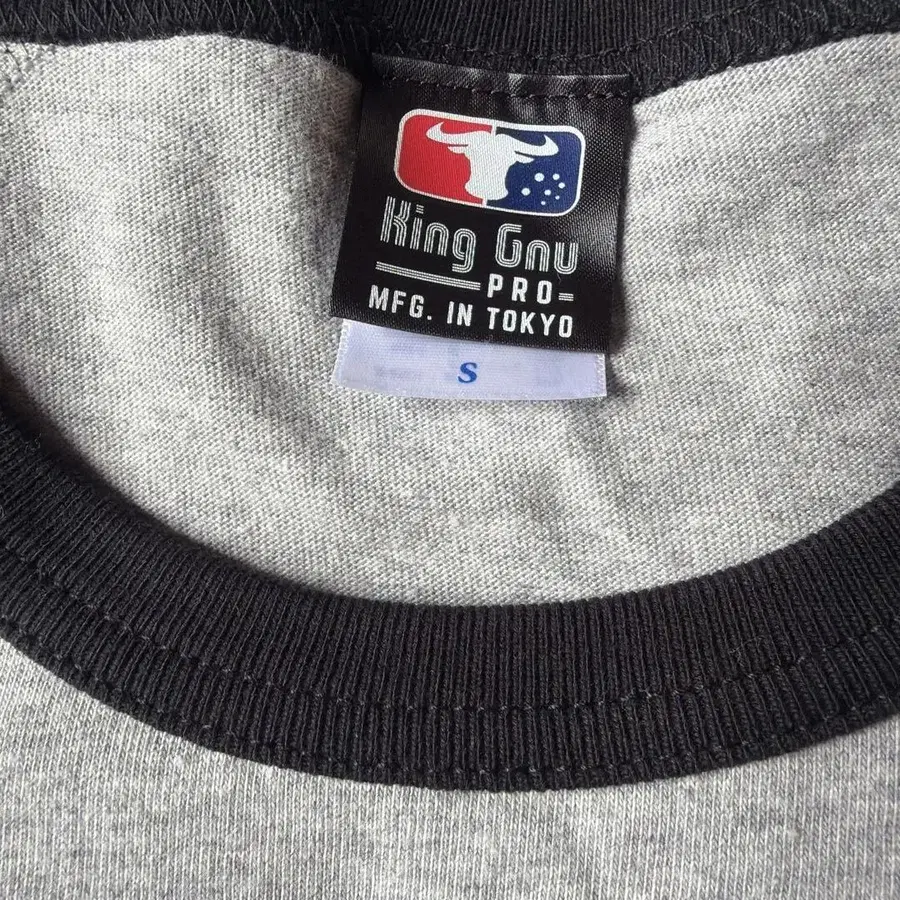 King Gnu
PRO
MFG. IN TOKYO
S